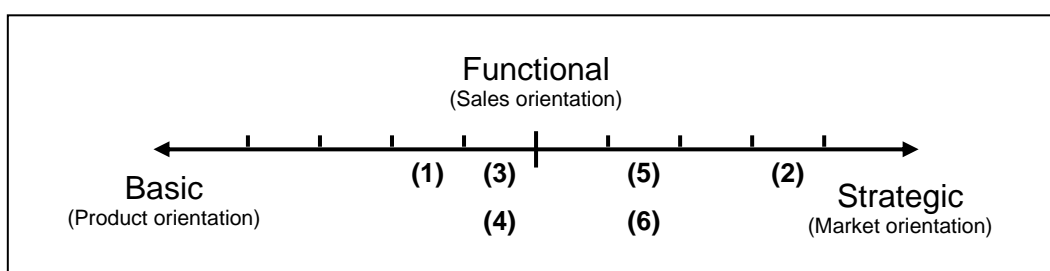 Functional
(Sales orientation)
(1) (3) (5) (2)
Basic
(Product orientation)
Strategic
(Market orientation)
(4) (6)